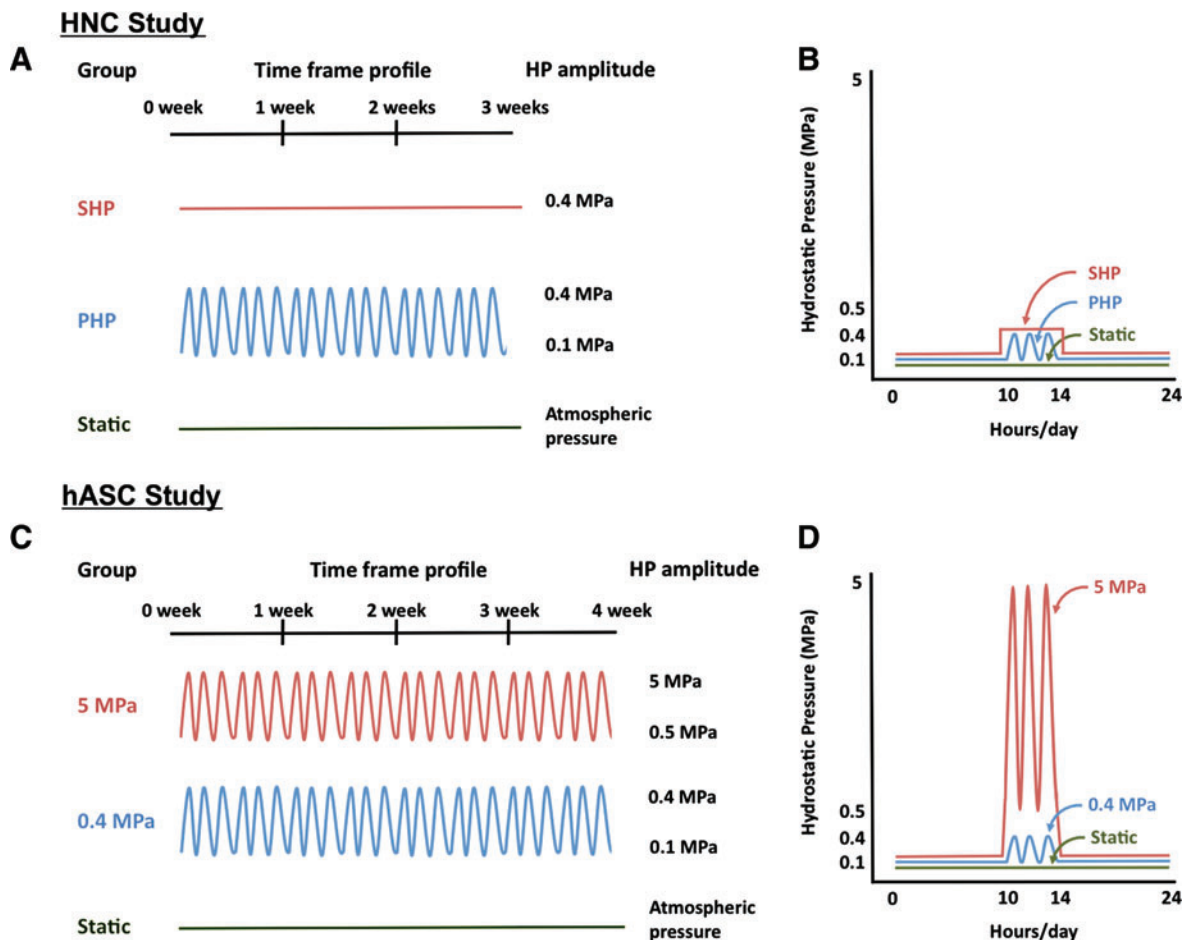 HNC Study
A
Group Time frame profile HP amplitude
0 week 1 week 2 weeks 3 weeks
SHP 0.4 MPa
PHP
0.4 MPa
0.1 MPa
Static
Atmospheric
pressure
B
Hydrostatic Pressure (MPa)
5
0.5
0.4
0.1
SHP
PHP
Static
0 10 14 24
Hours/day
hASC Study
C
Group Time frame profile HP amplitude
0 week 1 week 2 week 3 week 4 week
5 MPa
5 MPa
0.5 MPa
0.4 MPa
0.4 MPa
0.1 MPa
Static
Atmospheric
pressure
D
Hydrostatic Pressure (MPa)
5
0.5
0.4
0.1
5 MPa
0.4 MPa
Static
0 10 14 24
Hours/day